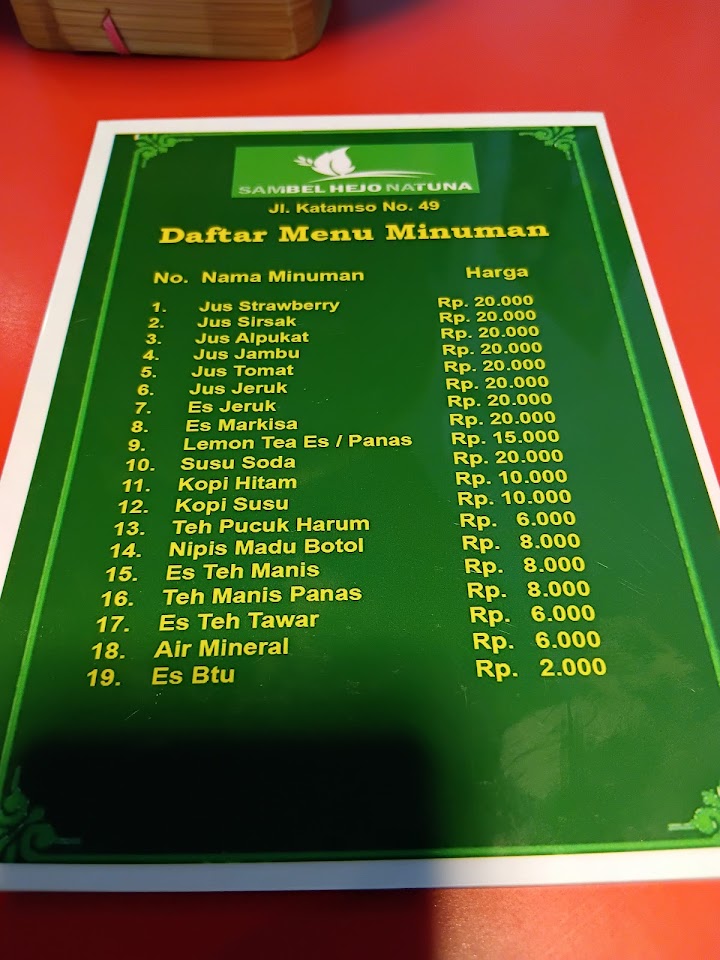 SAMBEL HEJO NATUNA
Jl. Katamso No. 49
Daftar Menu Minuman
No. Nama Minuman Harga
1. Jus Strawberry Rp. 20.000
2. Jus Sirsak Rp. 20.000
3. Jus Alpukat Rp. 20.000
4. Jus Jambu Rp. 20.000
5. Jus Tomat Rp. 20.000
6. Jus Jeruk Rp. 20.000
7. Es Jeruk Rp. 20.000
8. Es Markisa Rp. 20.000
9. Lemon Tea Es / Panas Rp. 15.000
10. Susu Soda Rp. 20.000
11. Kopi Hitam Rp. 10.000
12. Kopi Susu Rp. 10.000
13. Teh Pucuk Harum Rp. 6.000
14. Nipis Madu Botol Rp. 8.000
15. Es Teh Manis Rp. 8.000
16. Teh Manis Panas Rp. 8.000
17. Es Teh Tawar Rp. 6.000
18. Air Mineral Rp. 6.000
19. Es Btu Rp. 2.000